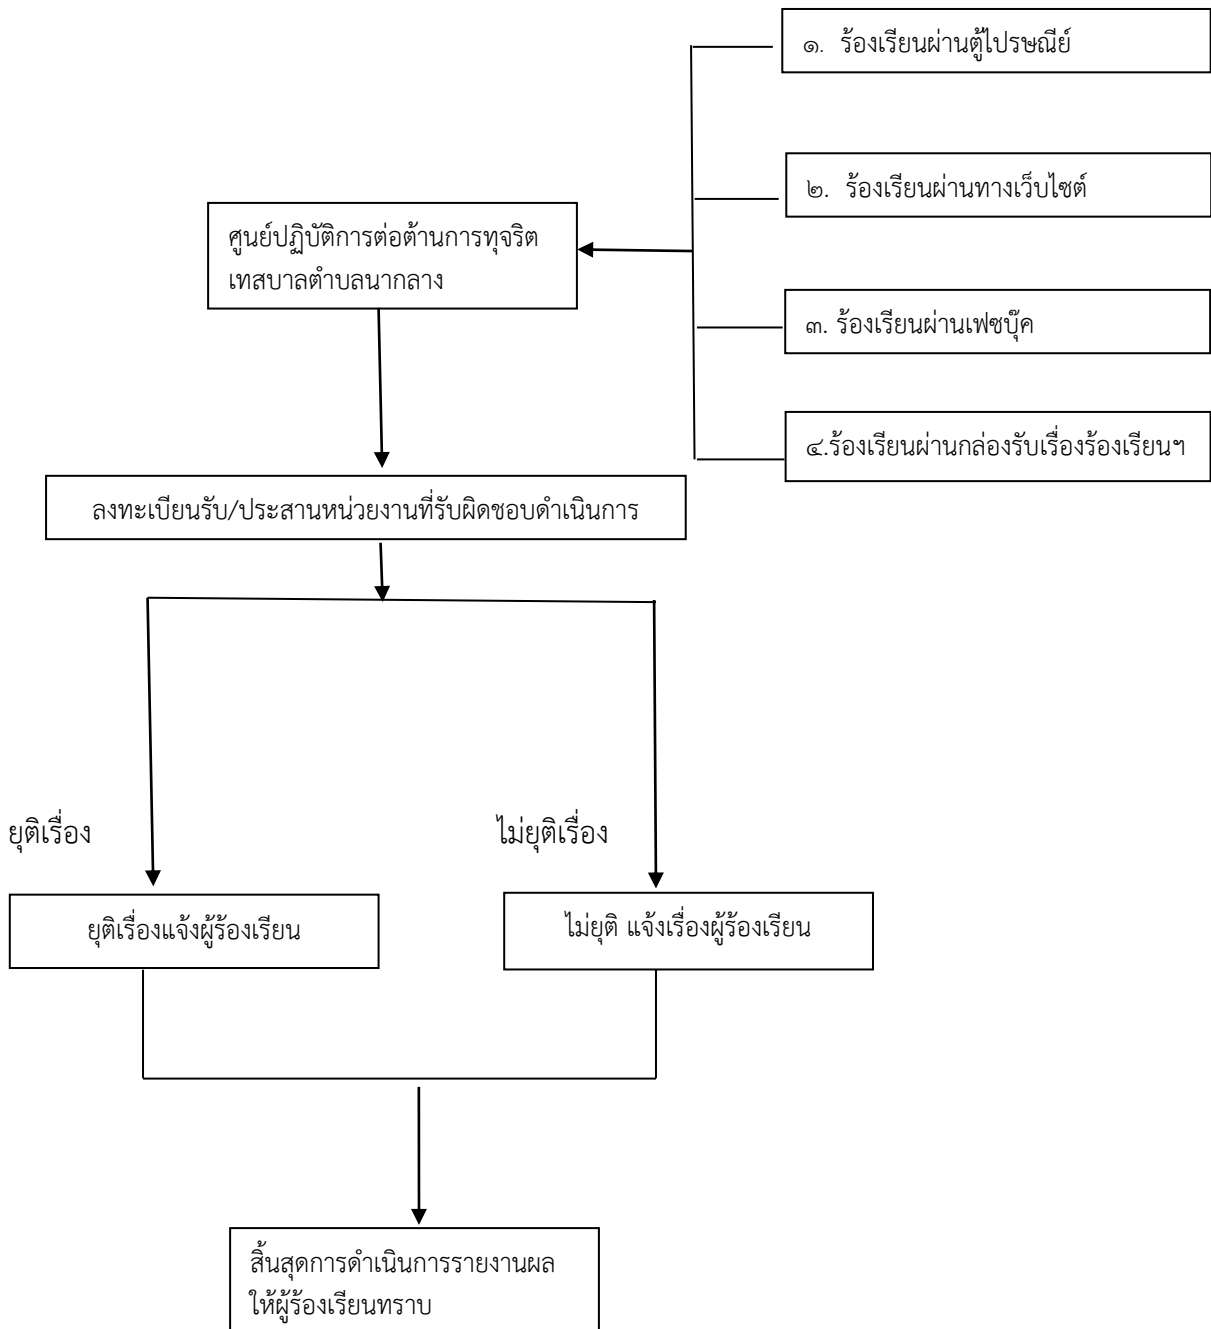 ๑. ร้องเรียนผ่านตู้ไปรษณีย์
๒. ร้องเรียนผ่านทางเว็บไซต์
ศูนย์ปฏิบัติการต่อต้านการทุจริต
เทสบาลตำบลนากลาง
๓. ร้องเรียนผ่านเฟซบุ๊ค
๔.ร้องเรียนผ่านกล่องรับเรื่องร้องเรียนฯ
ลงทะเบียนรับ/ประสานหน่วยงานที่รับผิดชอบดำเนินการ
ยุติเรื่อง
ไม่ยุติเรื่อง
ยุติเรื่องแจ้งผู้ร้องเรียน
ไม่ยุติ แจ้งเรื่องผู้ร้องเรียน
สิ้นสุดการดำเนินการรายงานผล
ให้ผู้ร้องเรียนทราบ